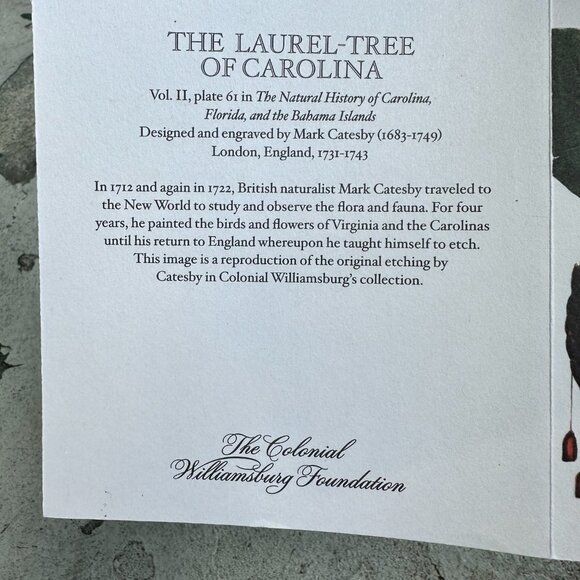 THE LAUREL-TREE
OF CAROLINA
Vol. II, plate 61 in The Natural History of Carolina,
Florida, and the Bahama Islands
Designed and engraved by Mark Catesby (1683-1749)
London, England, 1731-1743
In 1712 and again in 1722, British naturalist Mark Catesby traveled to
the New World to study and observe the flora and fauna. For four
years, he painted the birds and flowers of Virginia and the Carolinas
until his return to England whereupon he taught himself to etch.
This image is a reproduction of the original etching by
Catesby in Colonial Williamsburg's collection.
The Colonial
Williamsburg Foundation